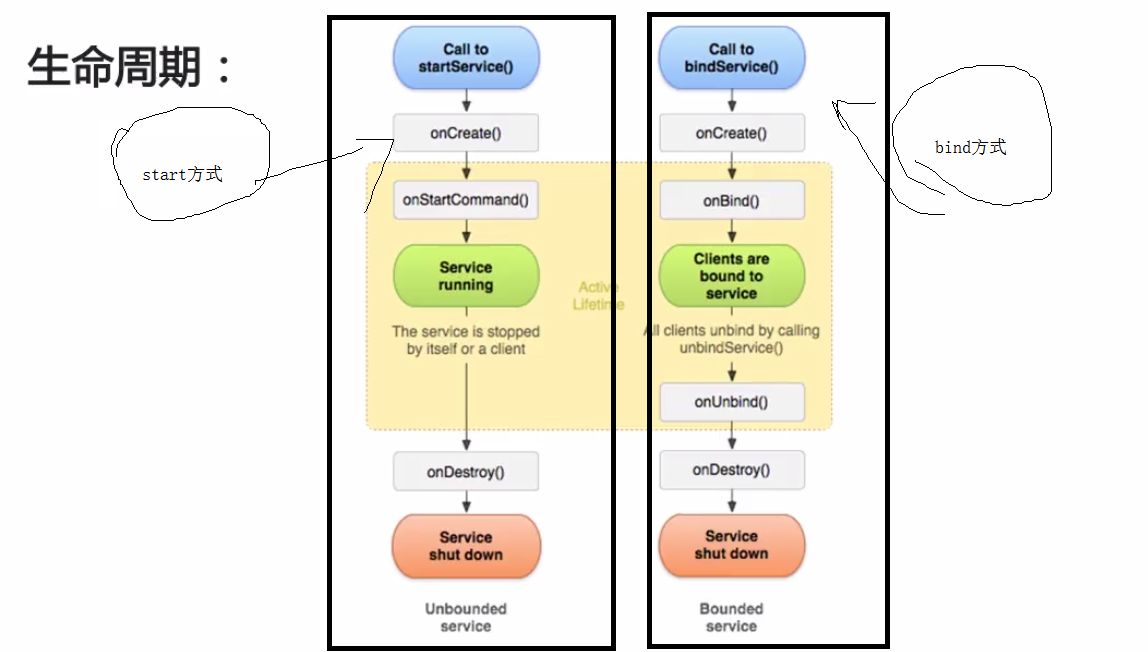 生命周期：
start方式
Call to
startService()
onCreate()
onStartCommand()
Service
running
The service is stopped
by itself or a client
onDestroy()
Service
shut down
Unbounded
service
Active
Lifetime
Call to
bindService()
onCreate()
onBind()
Clients are
bound to
service
All clients unbind by calling
unbindService()
onUnbind()
onDestroy()
Service
shut down
Bounded
service
bind方式